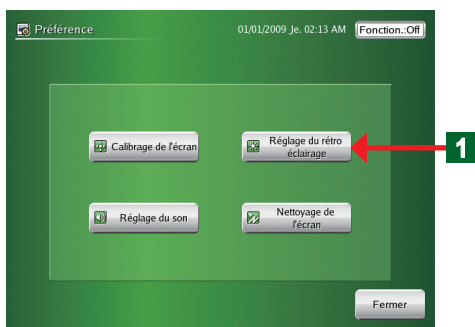 Préférence
01/01/2009 Je. 02:13 AM
Fonction.:Off
Calibrage de l'écran
Réglage du rétro
éclairage
1
Réglage du son
Nettoyage de
l'écran
Fermer